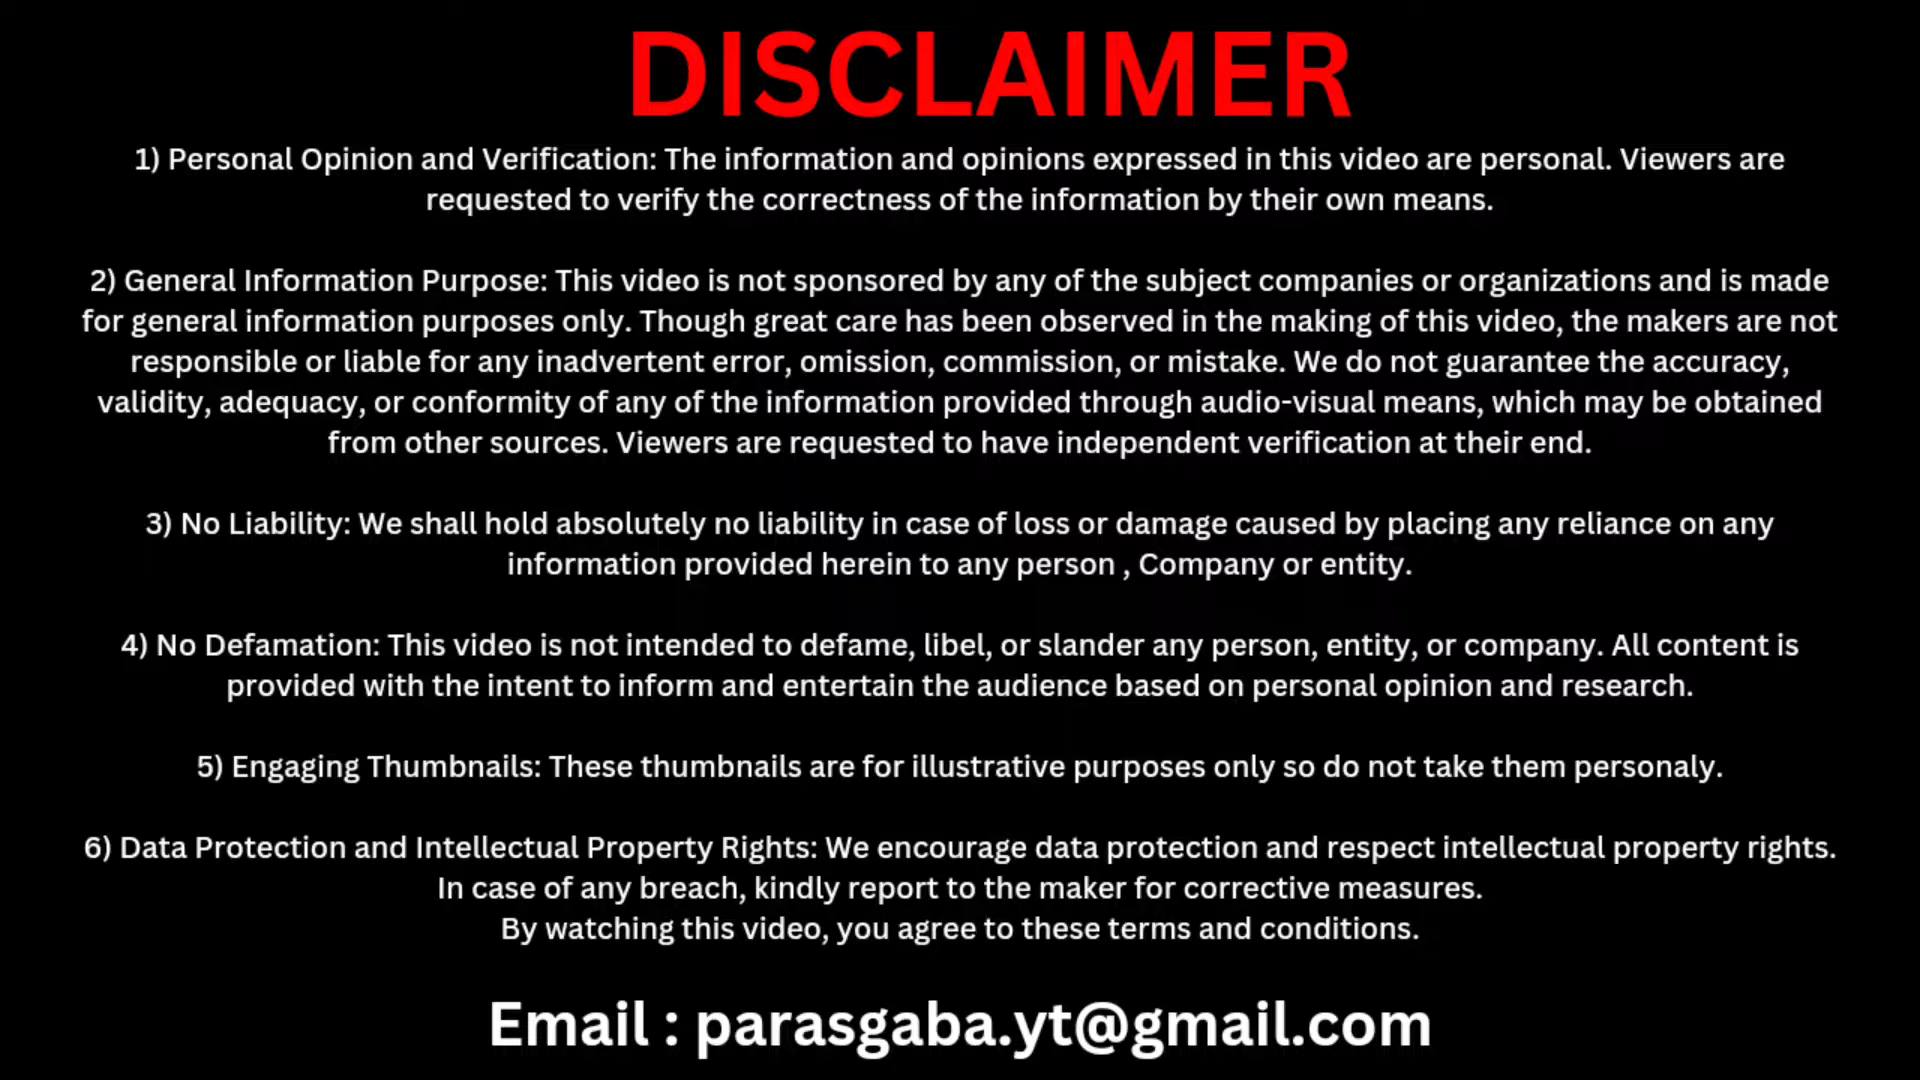 DISCLAIMER
1) Personal Opinion and Verification: The information and opinions expressed in this video are personal. Viewers are
requested to verify the correctness of the information by their own means.
2) General Information Purpose: This video is not sponsored by any of the subject companies or organizations and is made
for general information purposes only. Though great care has been observed in the making of this video, the makers are not
responsible or liable for any inadvertent error, omission, commission, or mistake. We do not guarantee the accuracy,
validity, adequacy, or conformity of any of the information provided through audio-visual means, which may be obtained
from other sources. Viewers are requested to have independent verification at their end.
3) No Liability: We shall hold absolutely no liability in case of loss or damage caused by placing any reliance on any
information provided herein to any person , Company or entity.
4) No Defamation: This video is not intended to defame, libel, or slander any person, entity, or company. All content is
provided with the intent to inform and entertain the audience based on personal opinion and research.
5) Engaging Thumbnails: These thumbnails are for illustrative purposes only so do not take them personaly.
6) Data Protection and Intellectual Property Rights: We encourage data protection and respect intellectual property rights.
In case of any breach, kindly report to the maker for corrective measures.
By watching this video, you agree to these terms and conditions.
Email : parasgaba.yt@gmail.com